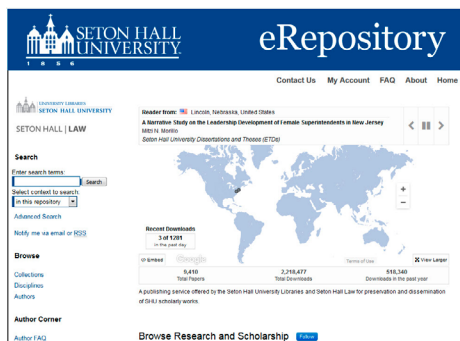 SETON HALL
UNIVERSITY
1 8 5 6
eRepository
Contact Us My Account FAQ About Home
UNIVERSITY LIBRARIES
SETON HALL UNIVERSITY
SETON HALL | LAW
Search
Enter search terms:
Search
Select context to search:
in this repository
Advanced Search
Notify me via email or RSS
Browse
Collections
Disciplines
Authors
Author Corner
Author FAQ
Reader from: Lincoln, Nebraska, United States
A Narrative Study on the Leadership Development of Female Superintendents in New Jersey
Mitzi N. Morillo
Seton Hall University Dissertations and Theses (ETDs)
+
−
Recent Downloads
3 of 1281
in the past day
Embed
Google
Terms of Use
View Larger
9,410
Total Papers
2,218,477
Total Downloads
518,340
Downloads in the past year
A publishing service offered by the Seton Hall University Libraries and Seton Hall Law for preservation and dissemination
of SHU scholarly works.
Browse Research and Scholarship Follow